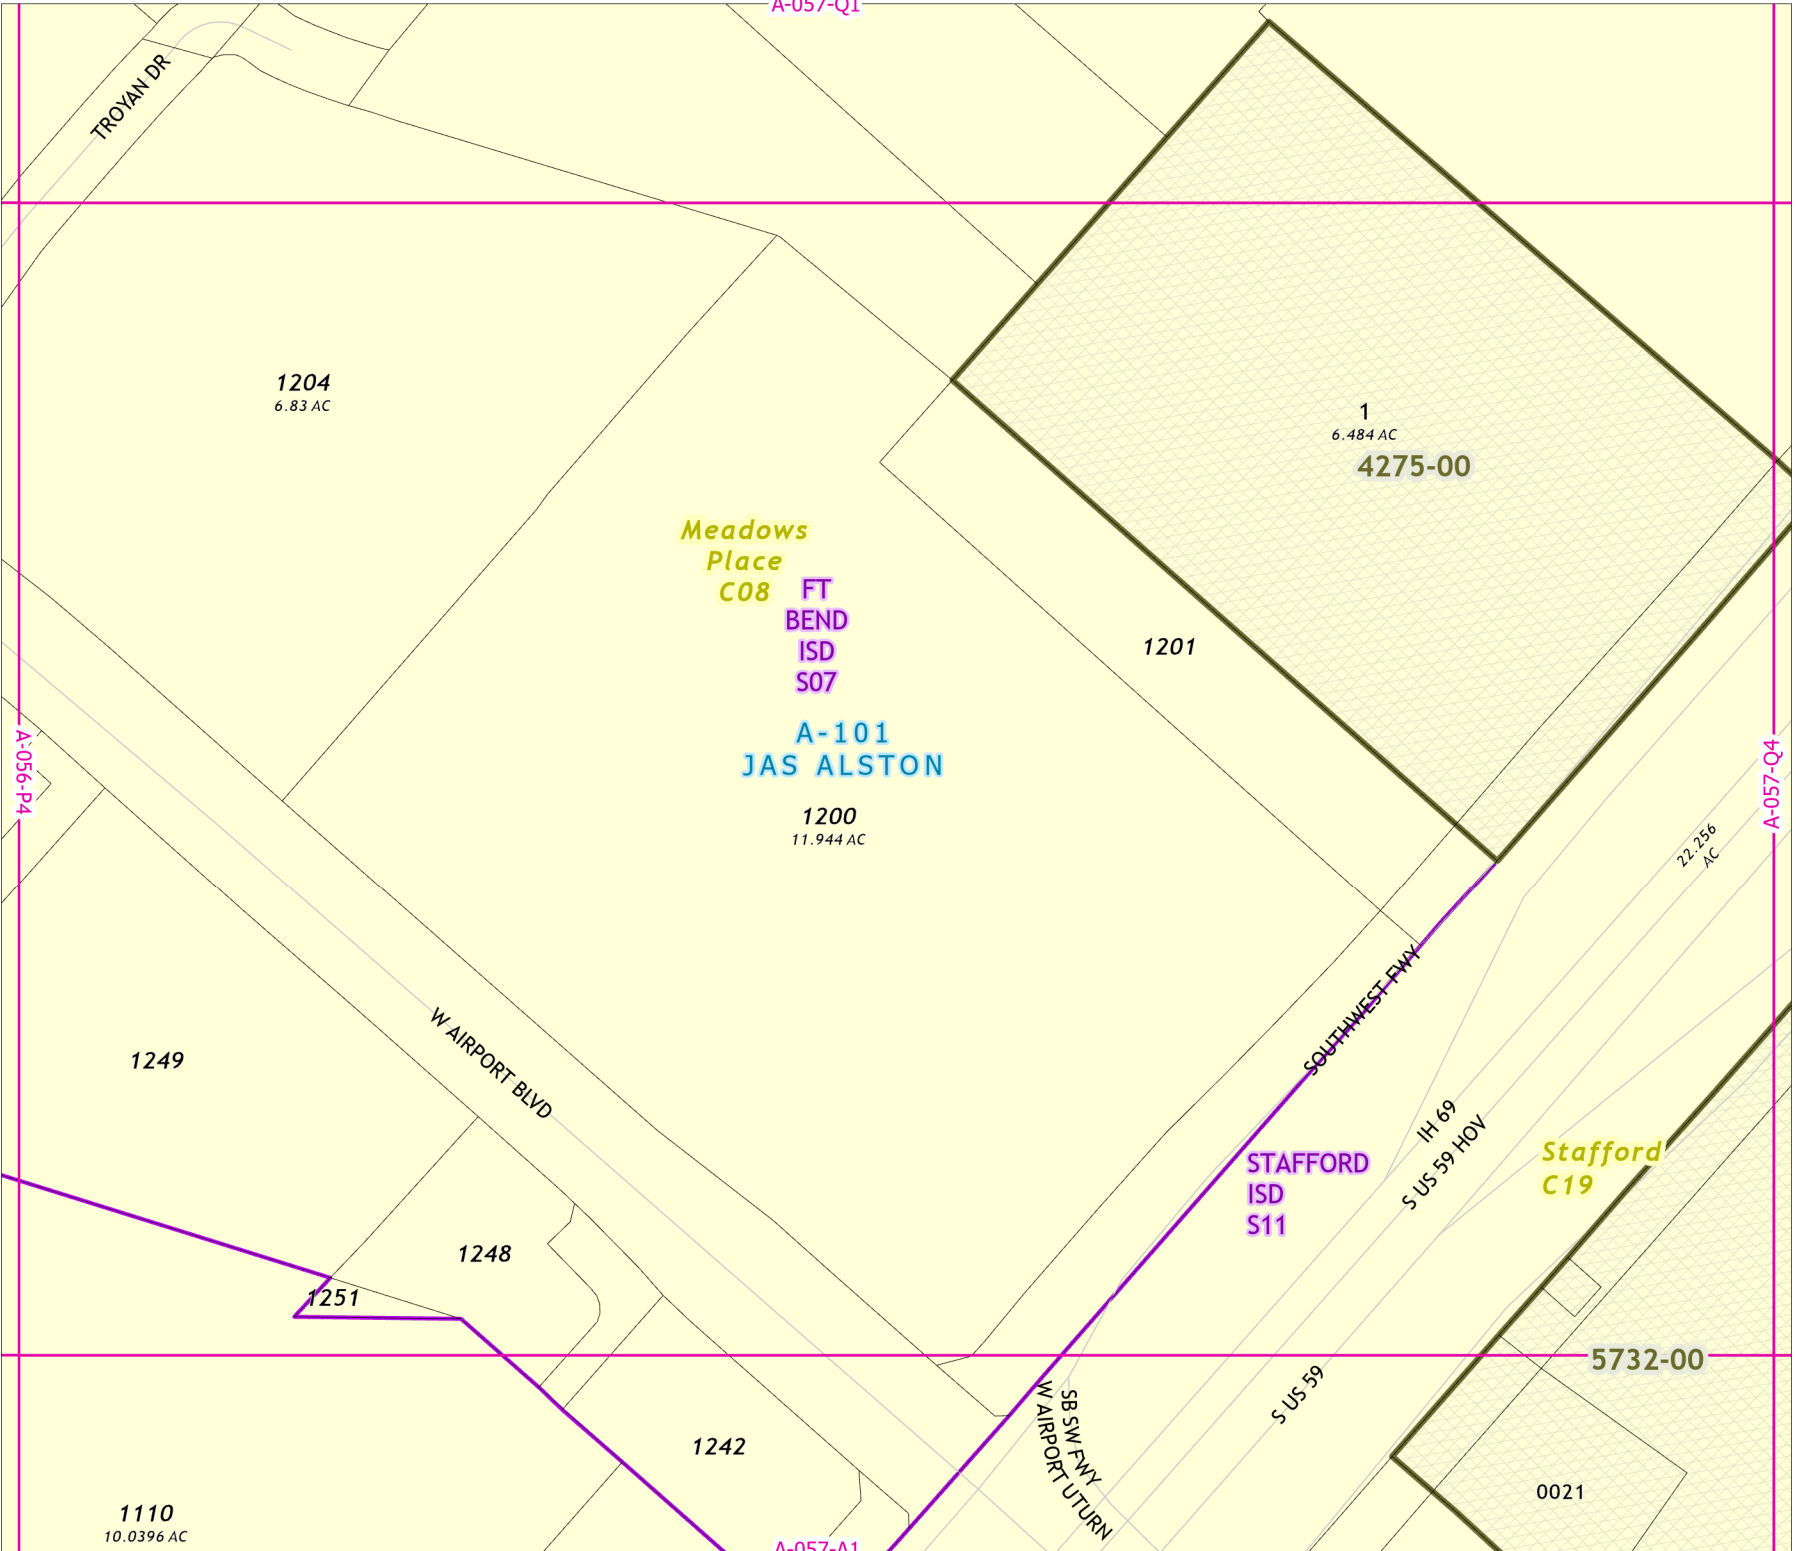 A-057-Q1
TROYAN DR
1204
6.83 AC
1
6.484 AC
4275-00
Meadows
Place
C08
FT
BEND
ISD
S07
1201
A-101
JAS ALSTON
A-056-P4
A-057-Q4
1200
11.944 AC
22.256
AC
SOUTHWEST FWY
W AIRPORT BLVD
1249
IH 69
S US 59 HOV
Stafford
C19
STAFFORD
ISD
S11
1248
1251
5732-00
S US 59
SB SW FWY
W AIRPORT UTURN
1242
0021
1110
10.0396 AC
A-057-A1